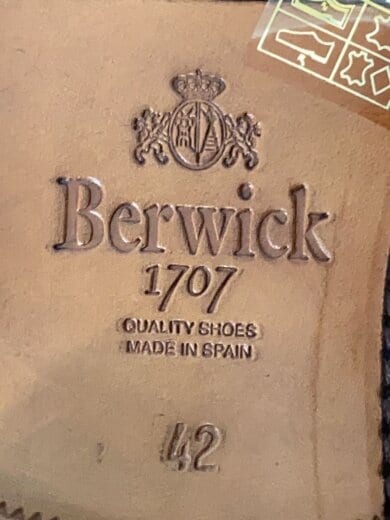 Berwick
1707
QUALITY SHOES
MADE IN SPAIN
42